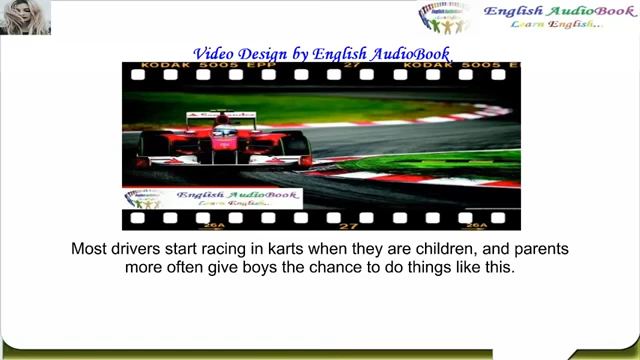 English AudioBook
Learn English...
Video Design by English AudioBook
KODAK 5005 EPP 27 KODAK 5005 E
Santander
English AudioBook
Learn English...
26A 27 26A
Most drivers start racing in karts when they are children, and parents
more often give boys the chance to do things like this.